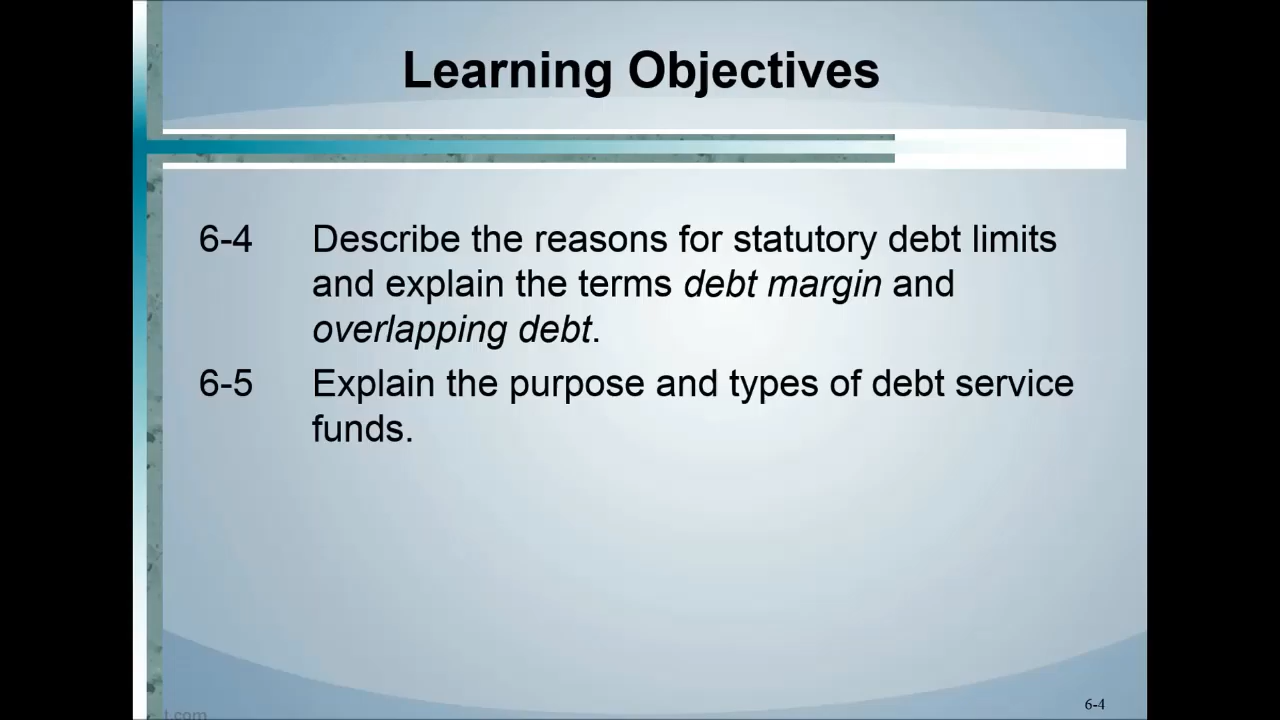 Learning Objectives
6-4 Describe the reasons for statutory debt limits
and explain the terms debt margin and
overlapping debt.
6-5 Explain the purpose and types of debt service
funds.
6-4
t.com